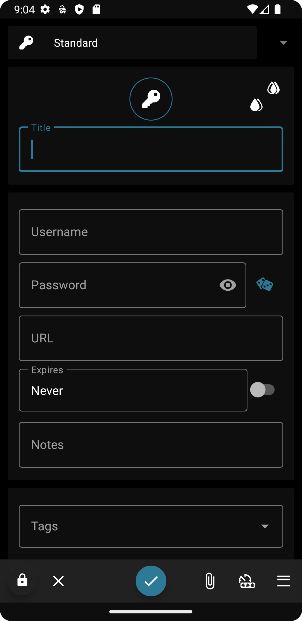 9:04
Standard
Title
Username
Password
URL
Expires
Never
Notes
Tags